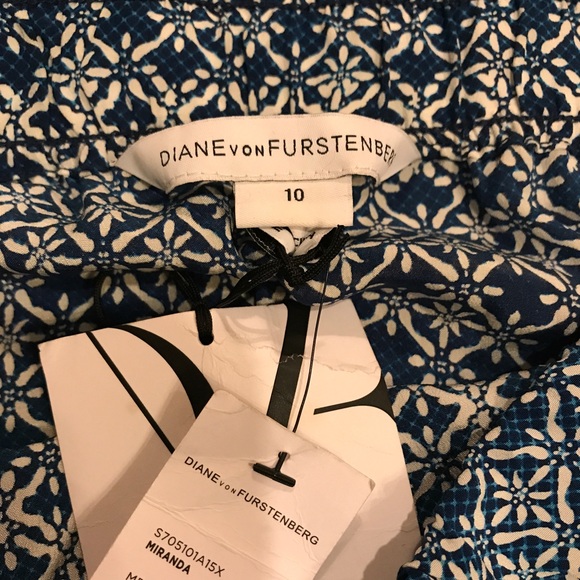 DIANE VON FURSTENBERG
10
DIANE VON FURSTENBERG
S705101A15X
MIRANDA